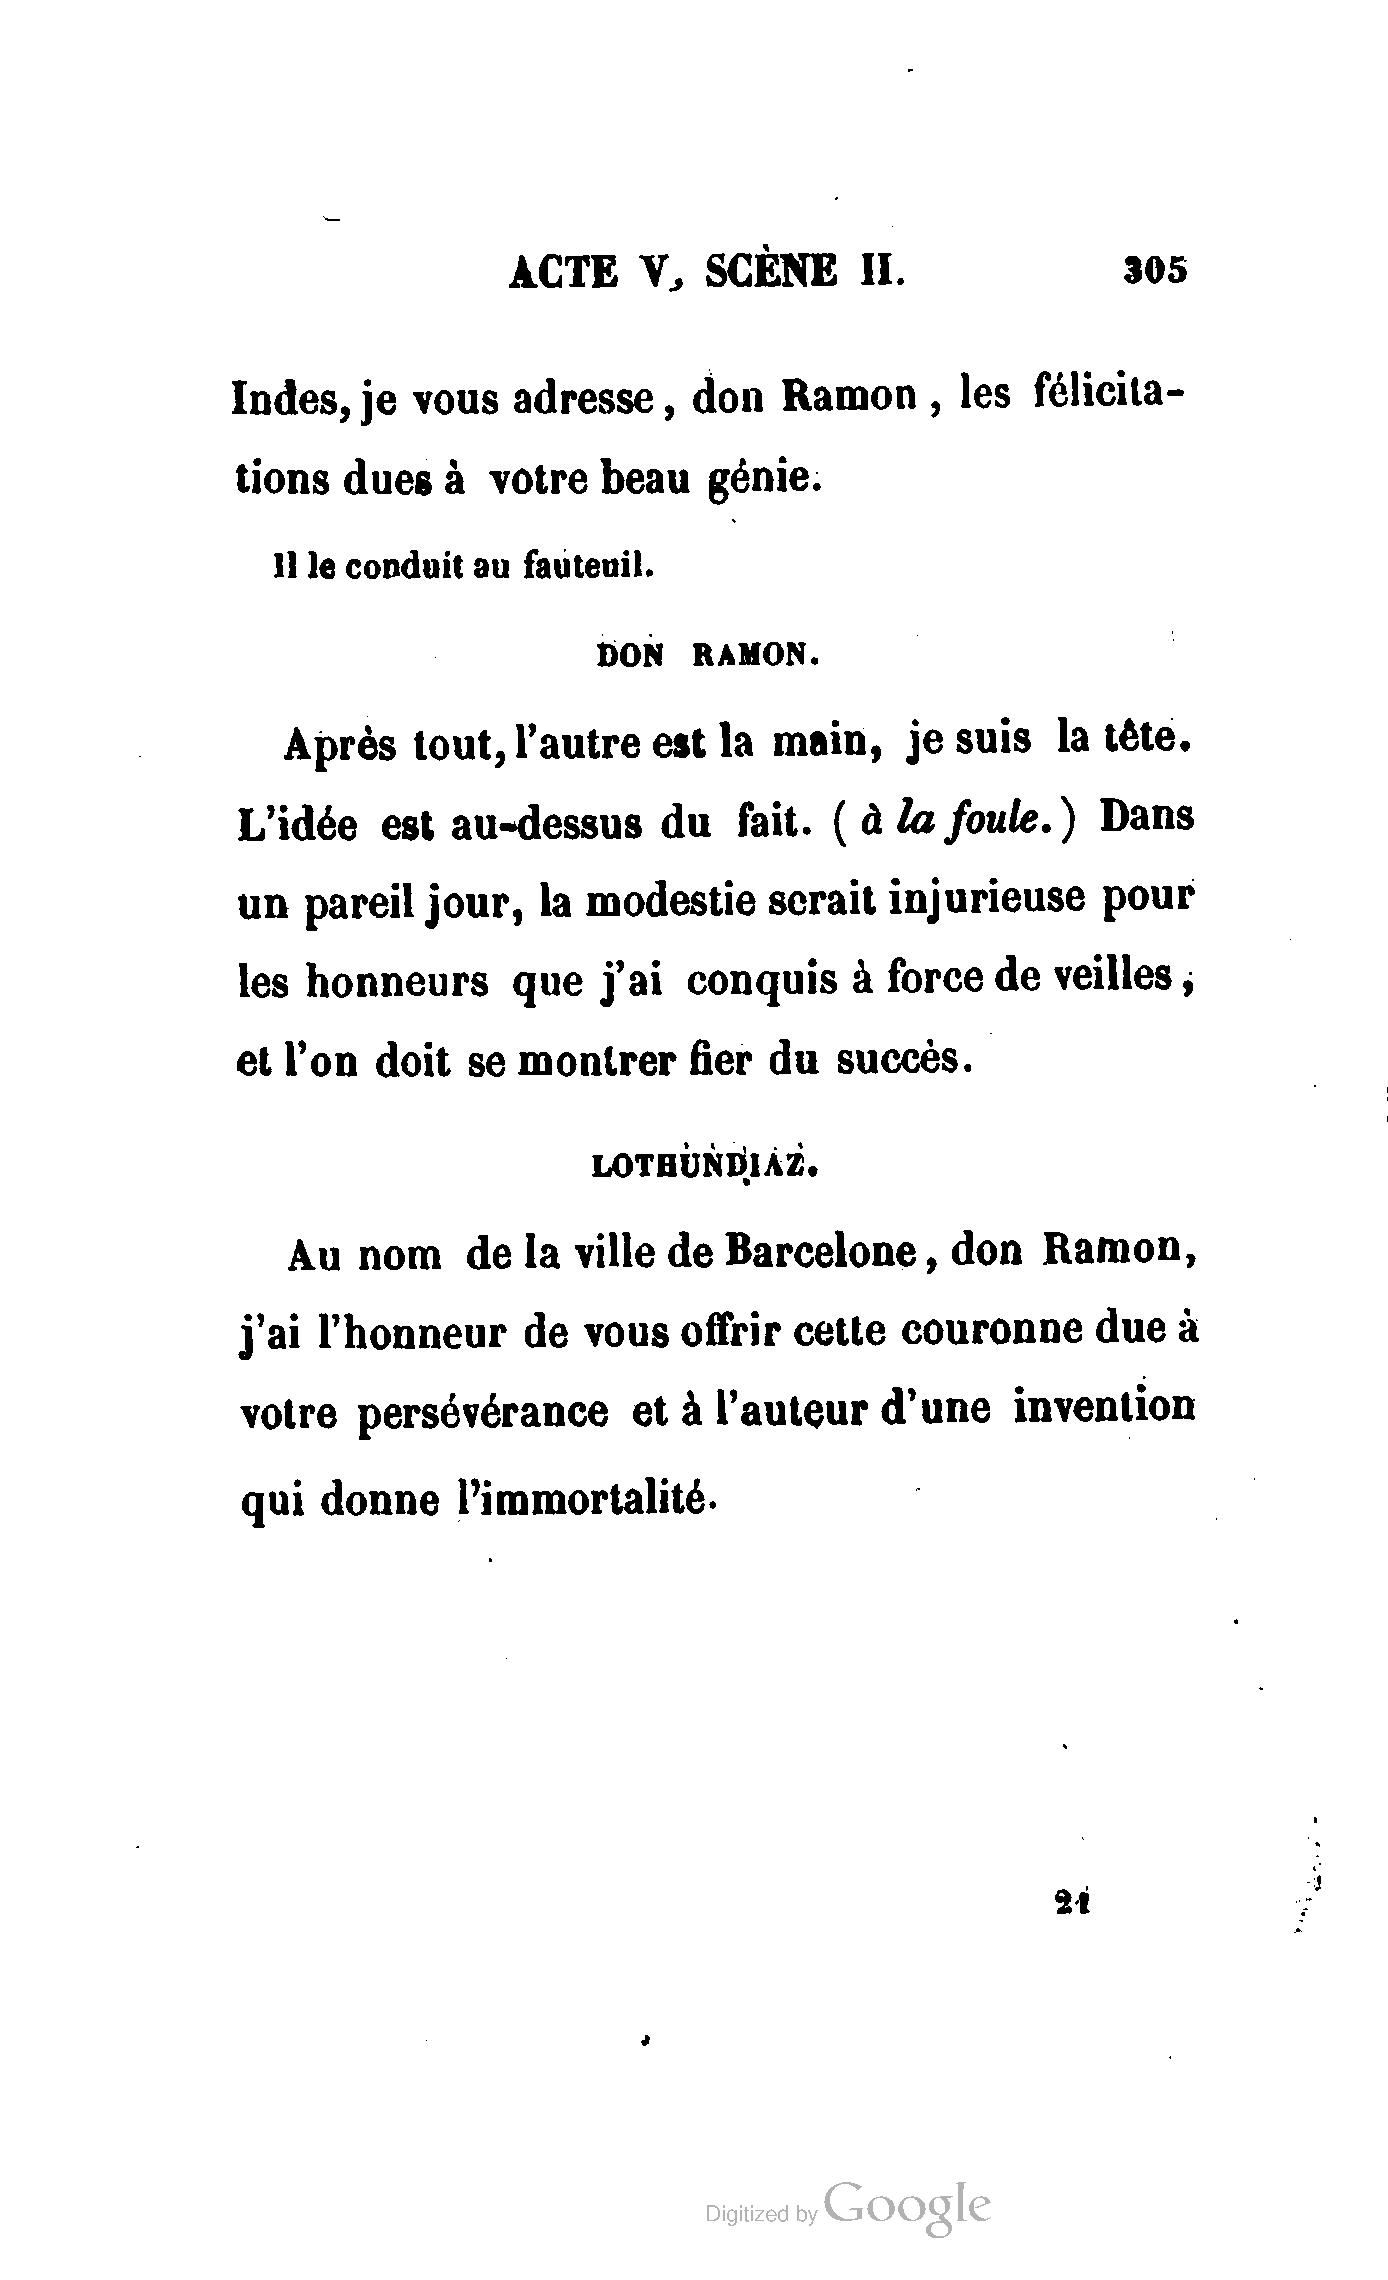 ACTE V, SCÈNE II. 305
Indes, je vous adresse, don Ramon, les félicita-
tions dues à votre beau génie.
Il le conduit au fauteuil.
DON RAMON.
Après tout, l'autre est la main, je suis la tête.
L'idée est au-dessus du fait. (à la foule.) Dans
un pareil jour, la modestie serait injurieuse pour
les honneurs que j'ai conquis à force de veilles,
et l'on doit se montrer fier du succès.
LOTHUNDIAZ.
Au nom de la ville de Barcelone, don Ramon,
j'ai l'honneur de vous offrir cette couronne due à
votre persévérance et à l'auteur d'une invention
qui donne l'immortalité.
21
Digitized by Google